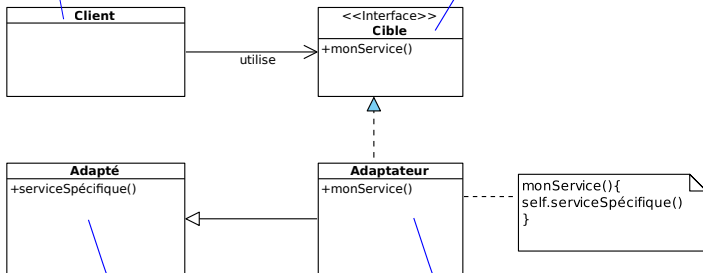 Client
<<Interface>>
Cible
+monService()
utilise
Adapté
+serviceSpécifique()
Adaptateur
+monService()
monService(){
self.serviceSpécifique()
}